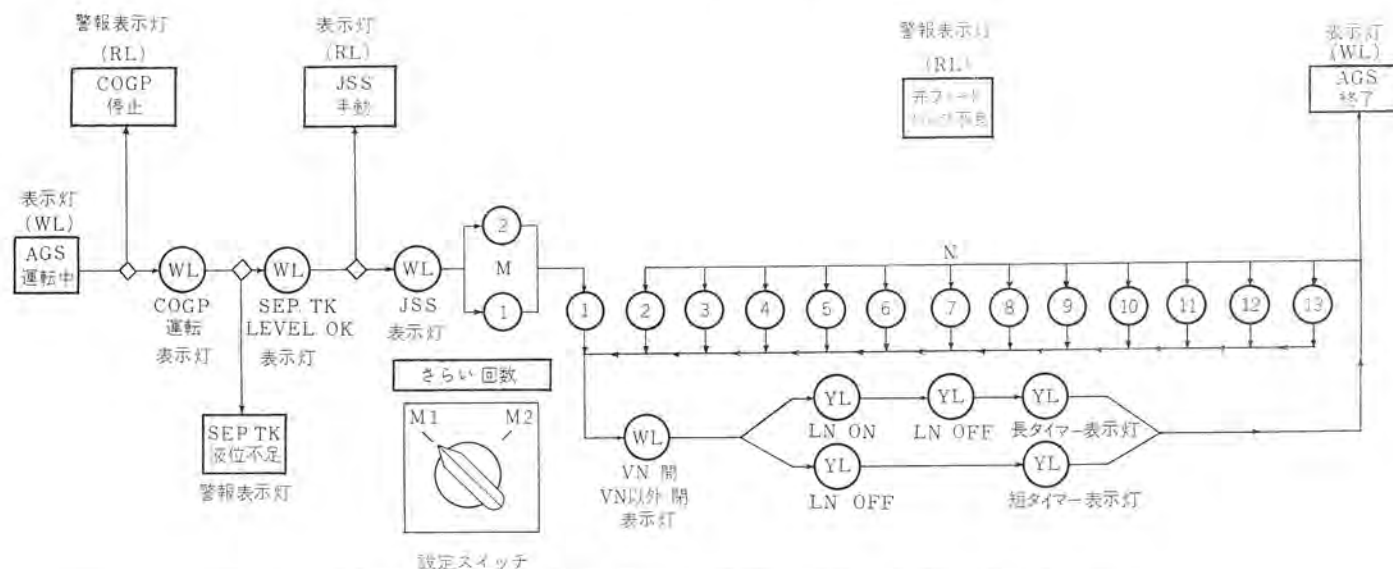 警報表示灯
(RL)
COGP
停止
表示灯
(RL)
JSS
手動
警報表示灯
(RL)
表示灯
(WL)
AGS
終了
表示灯
(WL)
AGS
運転中
WL
COGP
運転
表示灯
WL
SEP. TK
LEVEL OK
表示灯
WL
JSS
表示灯
2
M
1
N
1
2
3
4
5
6
7
8
9
10
11
12
13
SEP TK
液位不足
警報表示灯
さらい回数
M1
M2
設定スイッチ
WL
VN 開
VN以外 閉
表示灯
YL
LN ON
YL
LN OFF
YL
長タイマー表示灯
YL
LN OFF
YL
短タイマー表示灯